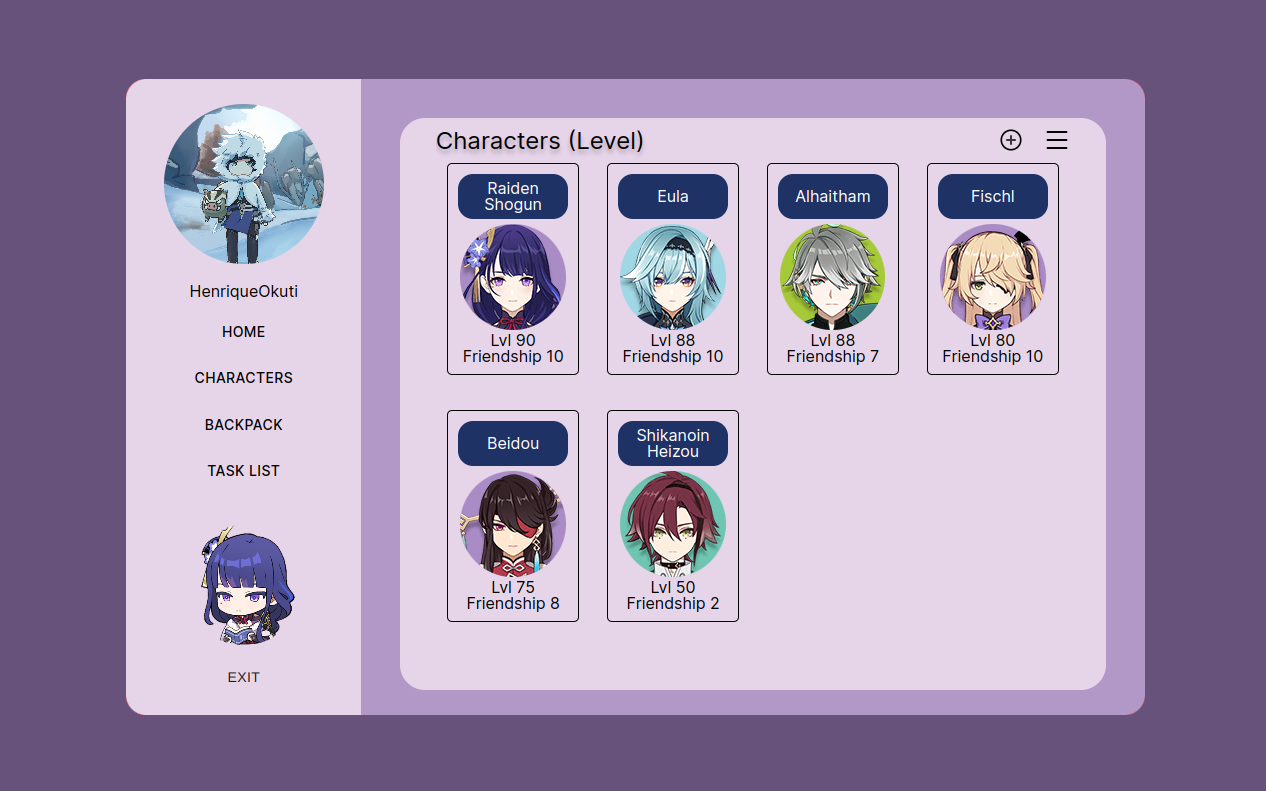 HenriqueOkuti
HOME
CHARACTERS
BACKPACK
TASK LIST
EXIT
Characters (Level)
Raiden
Shogun
Lvl 90
Friendship 10
Eula
Lvl 88
Friendship 10
Alhaitham
Lvl 88
Friendship 7
Fischl
Lvl 80
Friendship 10
Beidou
Lvl 75
Friendship 8
Shikanoin
Heizou
Lvl 50
Friendship 2